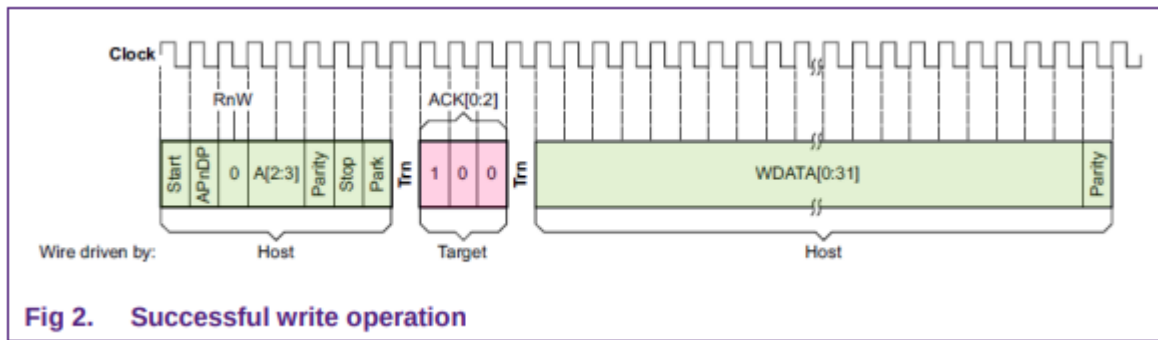 Clock
RnW
ACK[0:2]
Start
APnDP
0
A[2:3]
Parity
Stop
Park
Trn
1
0
0
Trn
WDATA[0:31]
Parity
Wire driven by: Host Target Host
Fig 2. Successful write operation